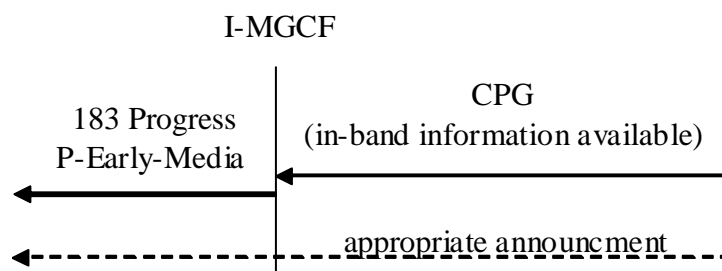 I-MGCF
183 Progress
P-Early-Media
CPG
(in-band information available)
appropriate announcment